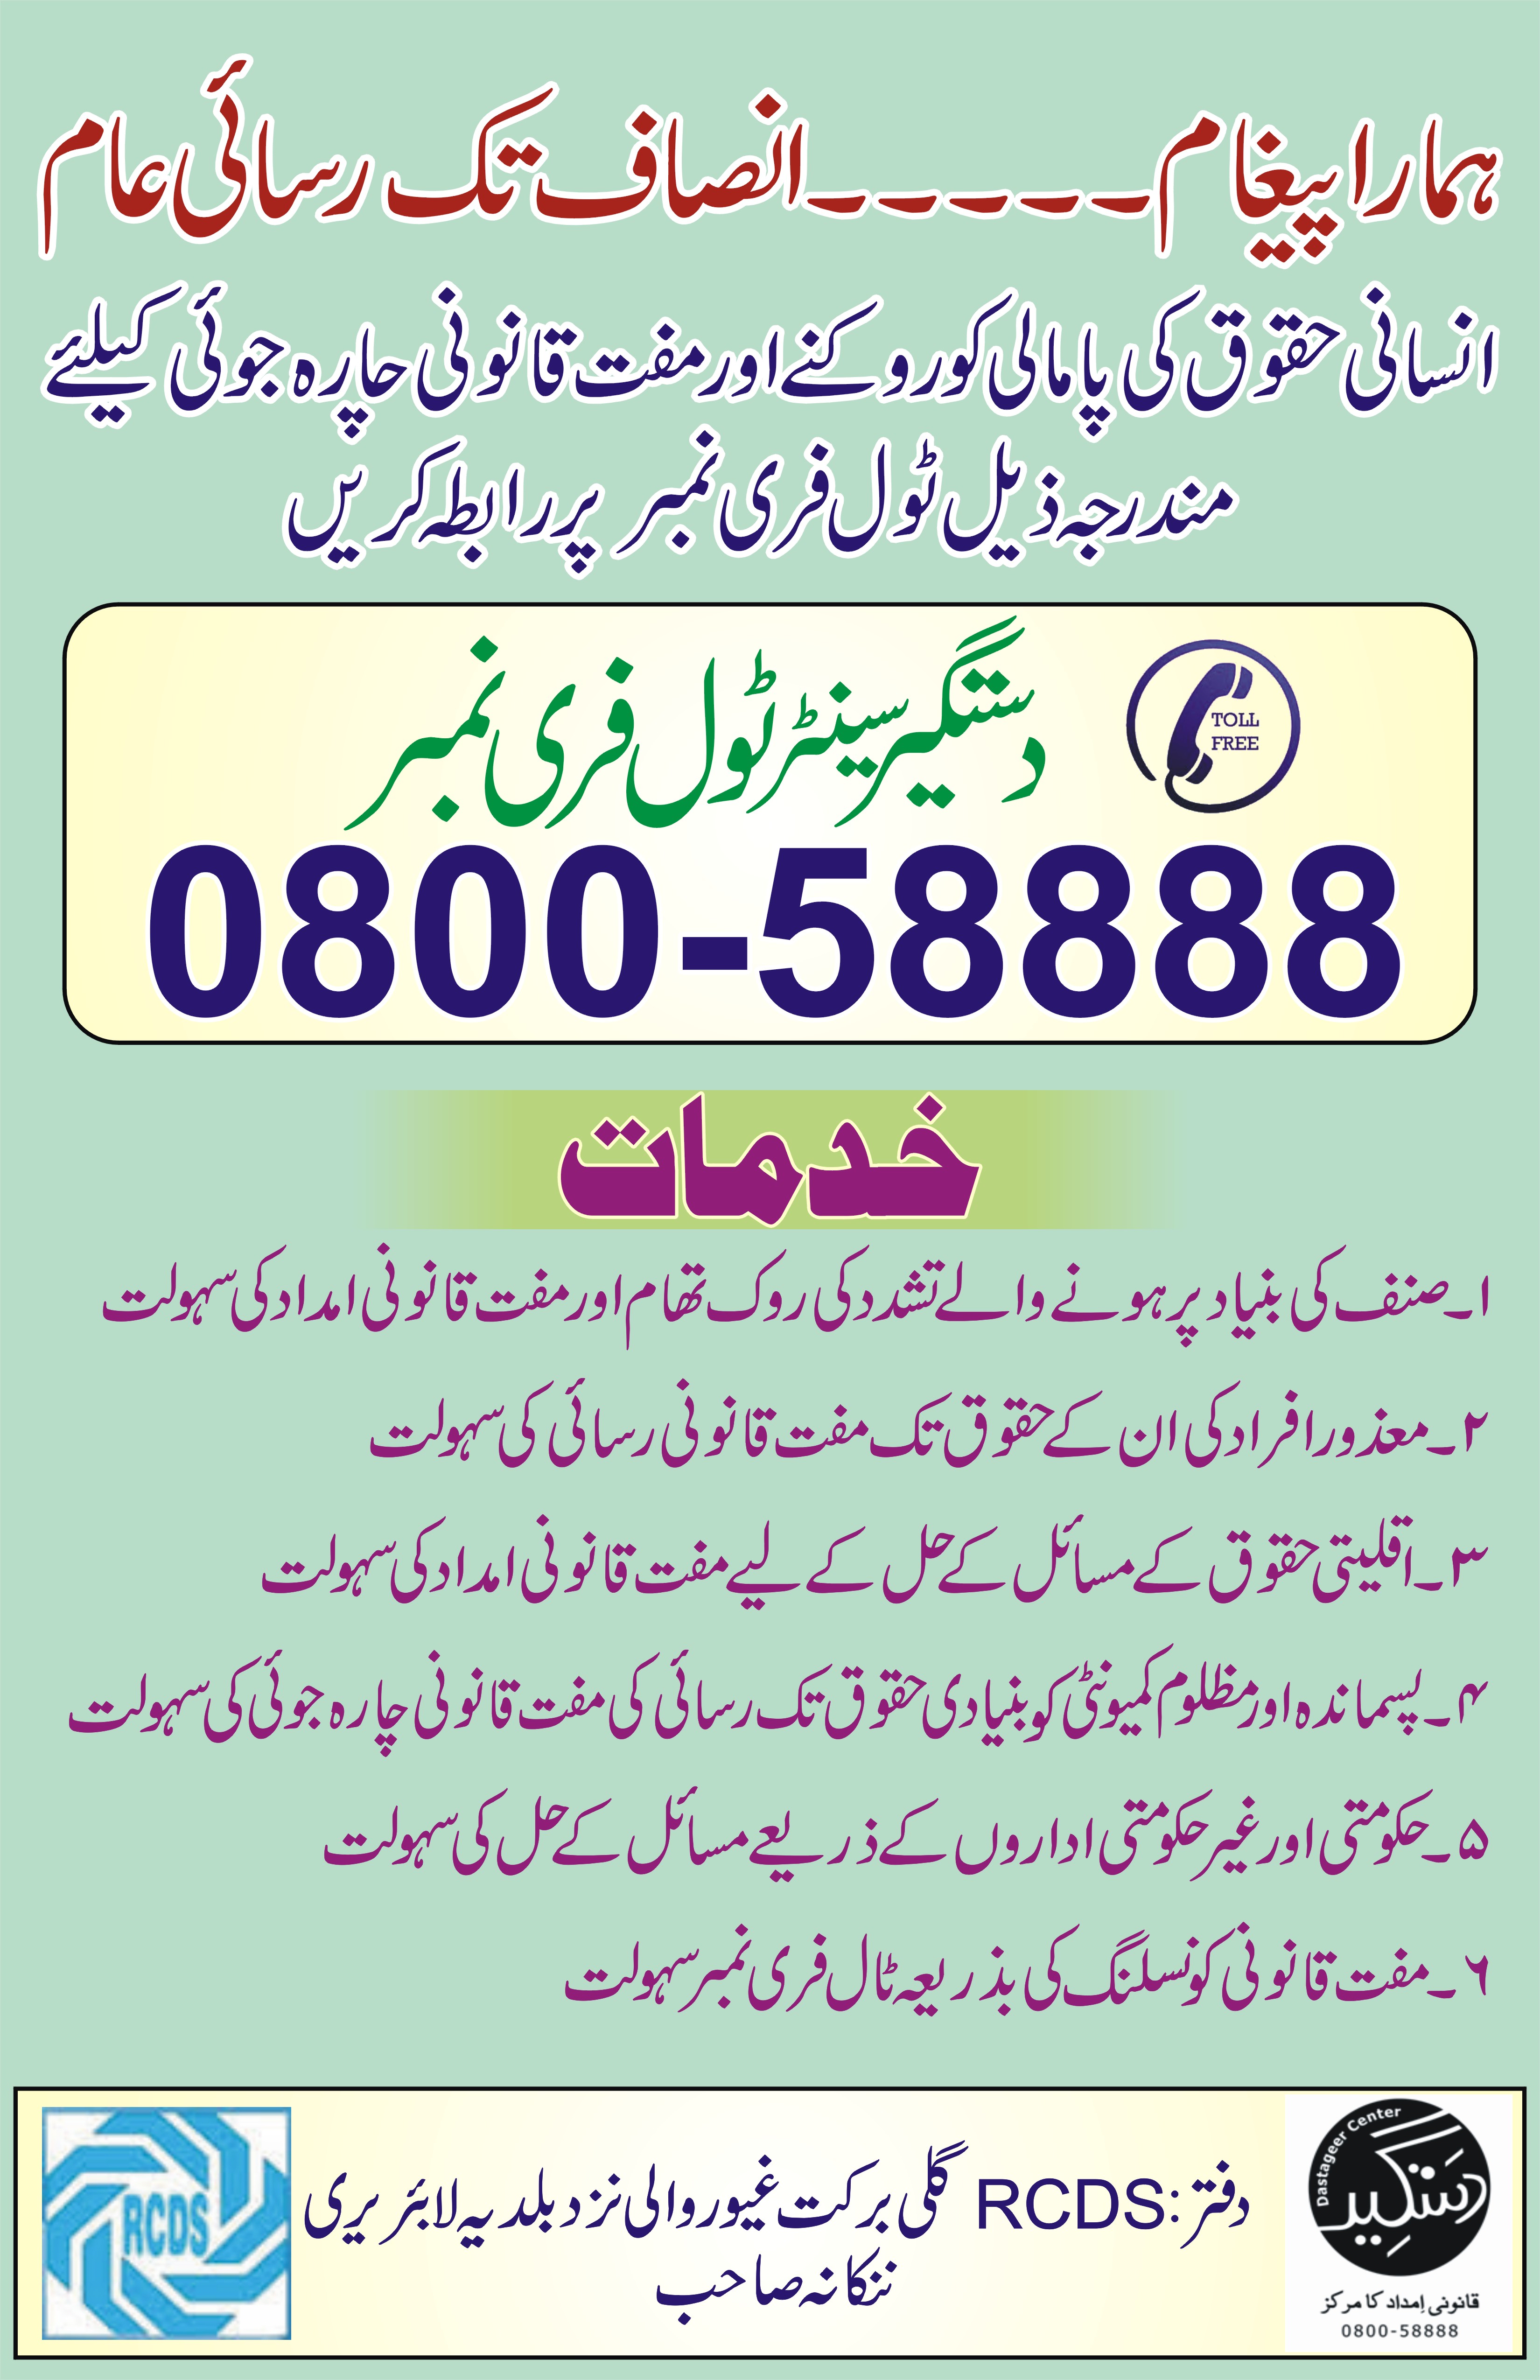 ہمارا پیغام۔۔۔۔۔انصاف تک رسائی عام
انسانی حقوق کی پامالی کو روکنے اور مفت قانونی چارہ جوئی کیلئے
مندرجہ ذیل ٹول فری نمبر پر رابطہ کریں
دستگیر سینٹر ٹول فری نمبر
TOLL
FREE
0800-58888
خدمات
۱۔صنف کی بنیاد پر ہونے والے تشدد کی روک تھام اور مفت قانونی امداد کی سہولت
۲۔معذور افراد کی ان کے حقوق تک مفت قانونی رسائی کی سہولت
۳۔اقلیتی حقوق کے مسائل کے حل کے لیے مفت قانونی امداد کی سہولت
۴۔پسماندہ اور مظلوم کمیونٹی کو بنیادی حقوق تک رسائی کی مفت قانونی چارہ جوئی کی سہولت
۵۔حکومتی اور غیر حکومتی اداروں کے ذریعے مسائل کے حل کی سہولت
۶۔مفت قانونی کونسلنگ کی بذریعہ ٹال فری نمبر سہولت
Dastageer Center
دستگیر
قانونی اِمداد کا مرکز
0800-58888
دفتر:RCDS گلی برکت غیور والی نزد بلدیہ لائبریری
ننکانہ صاحب
RCDS